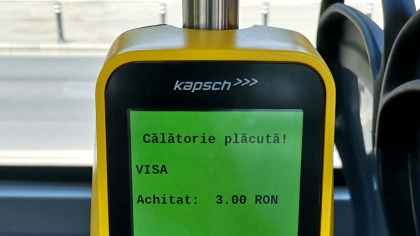 kapsch >>>
Călătorie plăcută!
VISA
Achitat: 3.00 RON